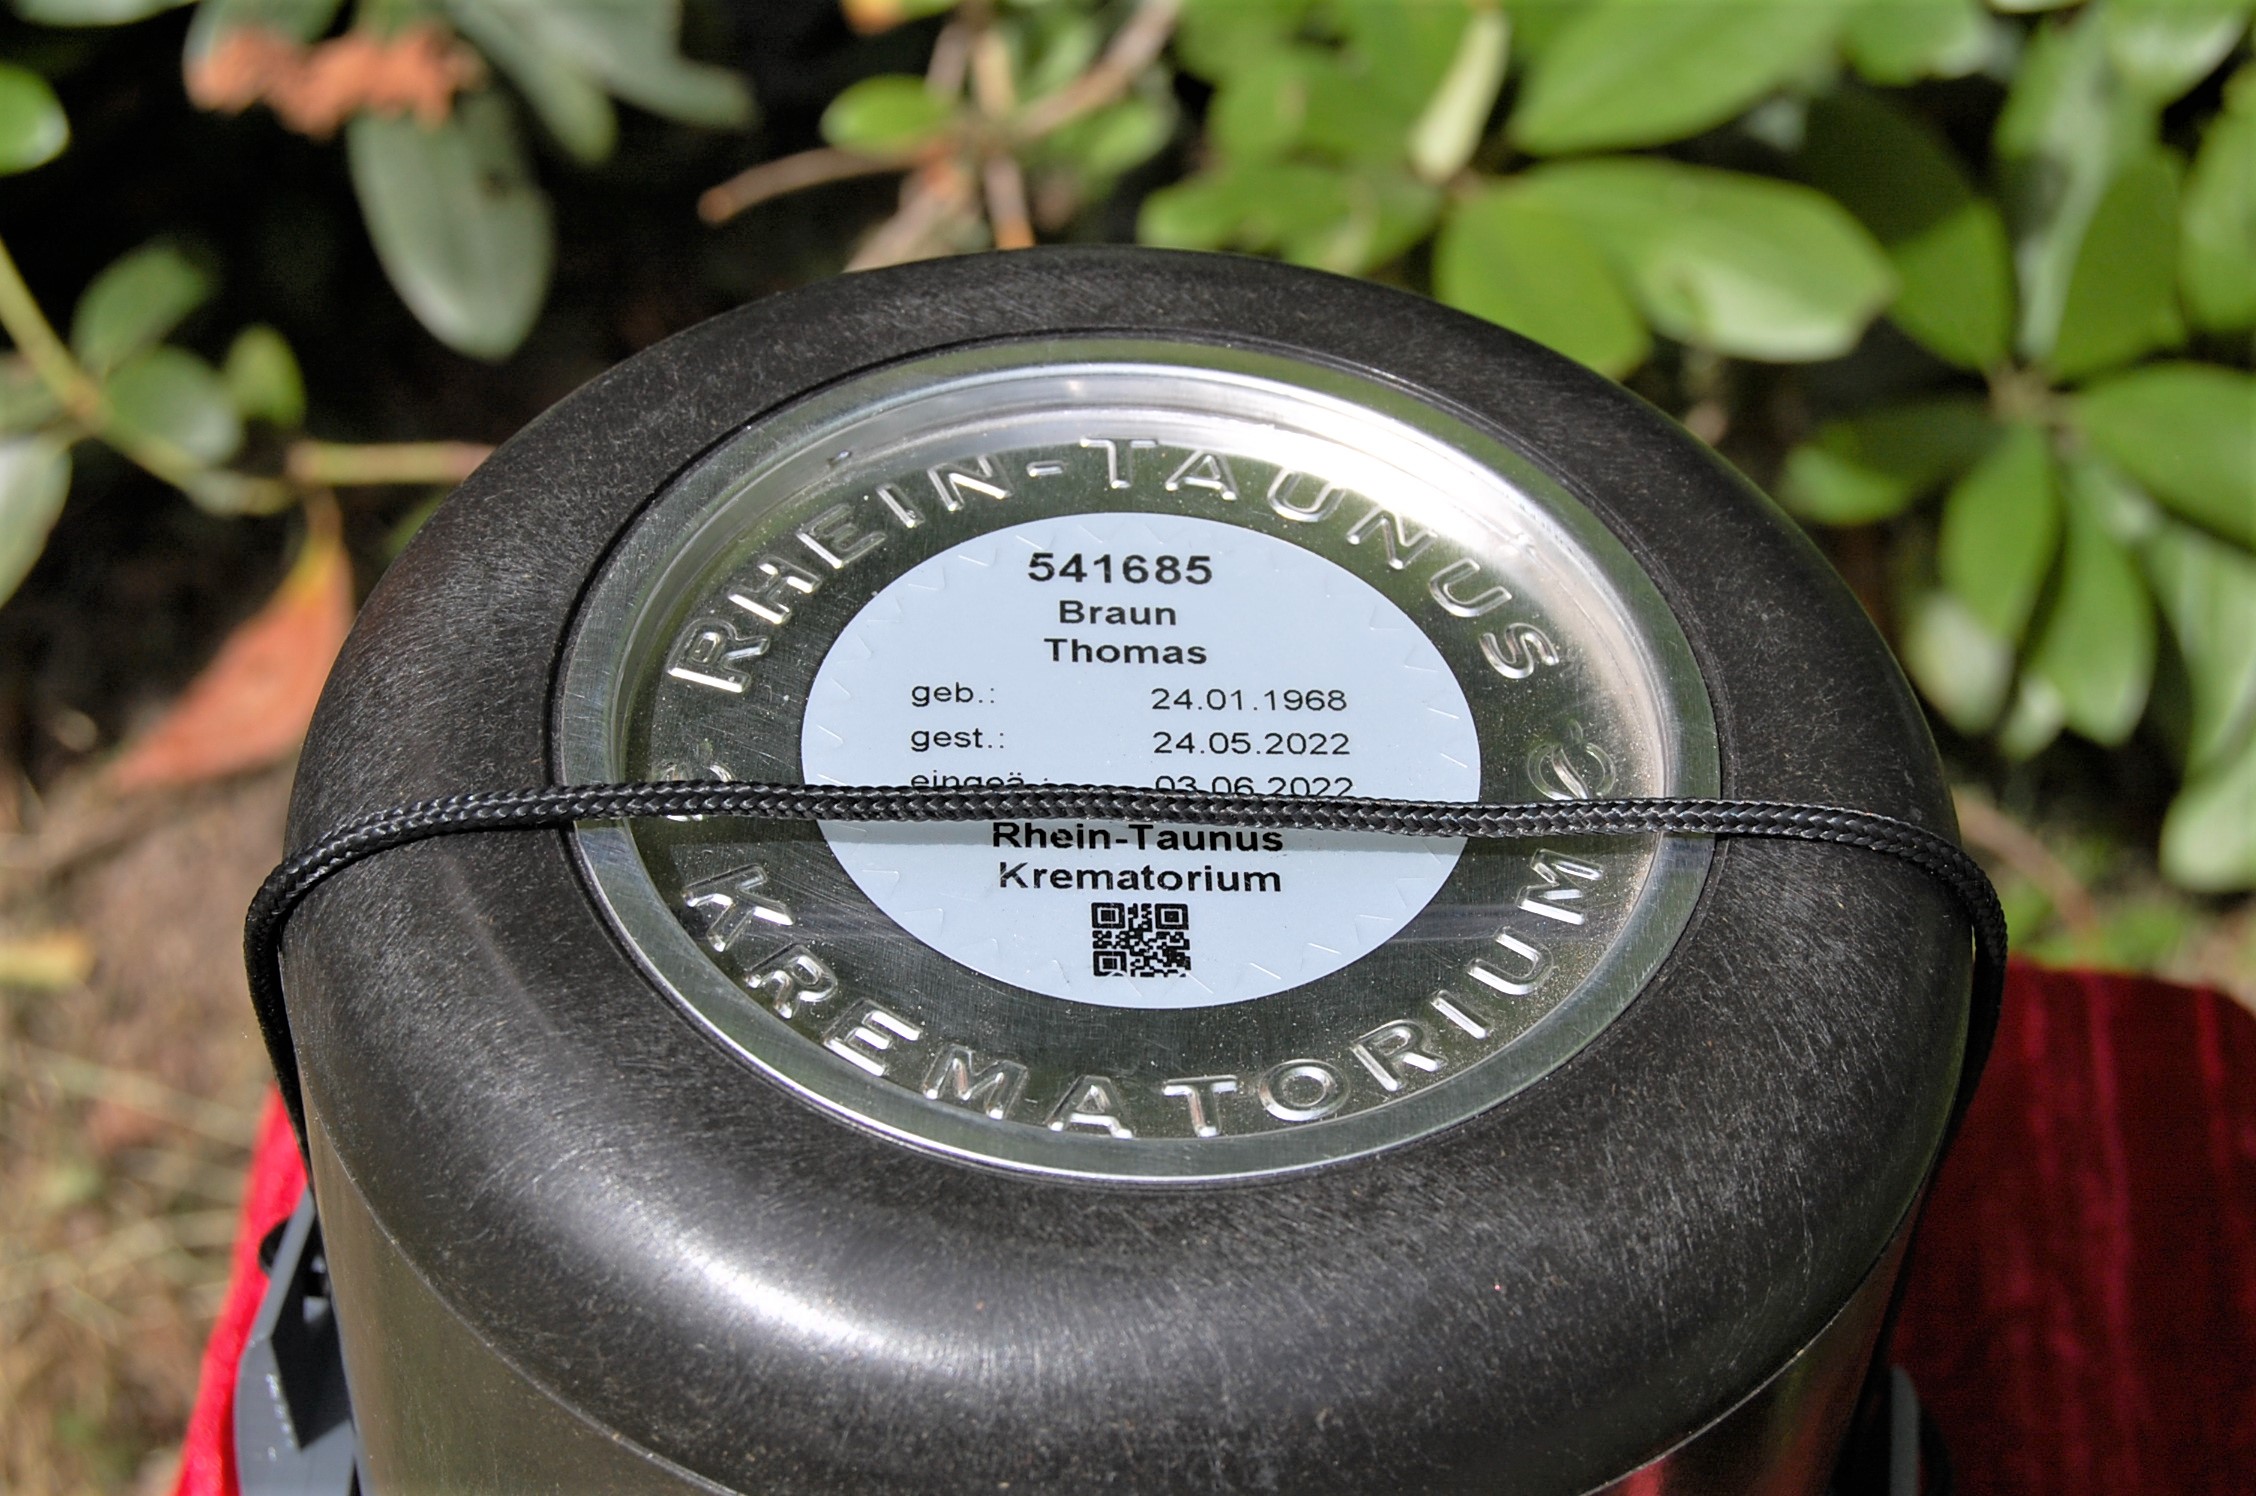 RHEIN-TAUNUS
541685
Braun
Thomas
geb.: 24.01.1968
gest.: 24.05.2022
03.06.2022
Rhein-Taunus
Krematorium
KREMATORIUM